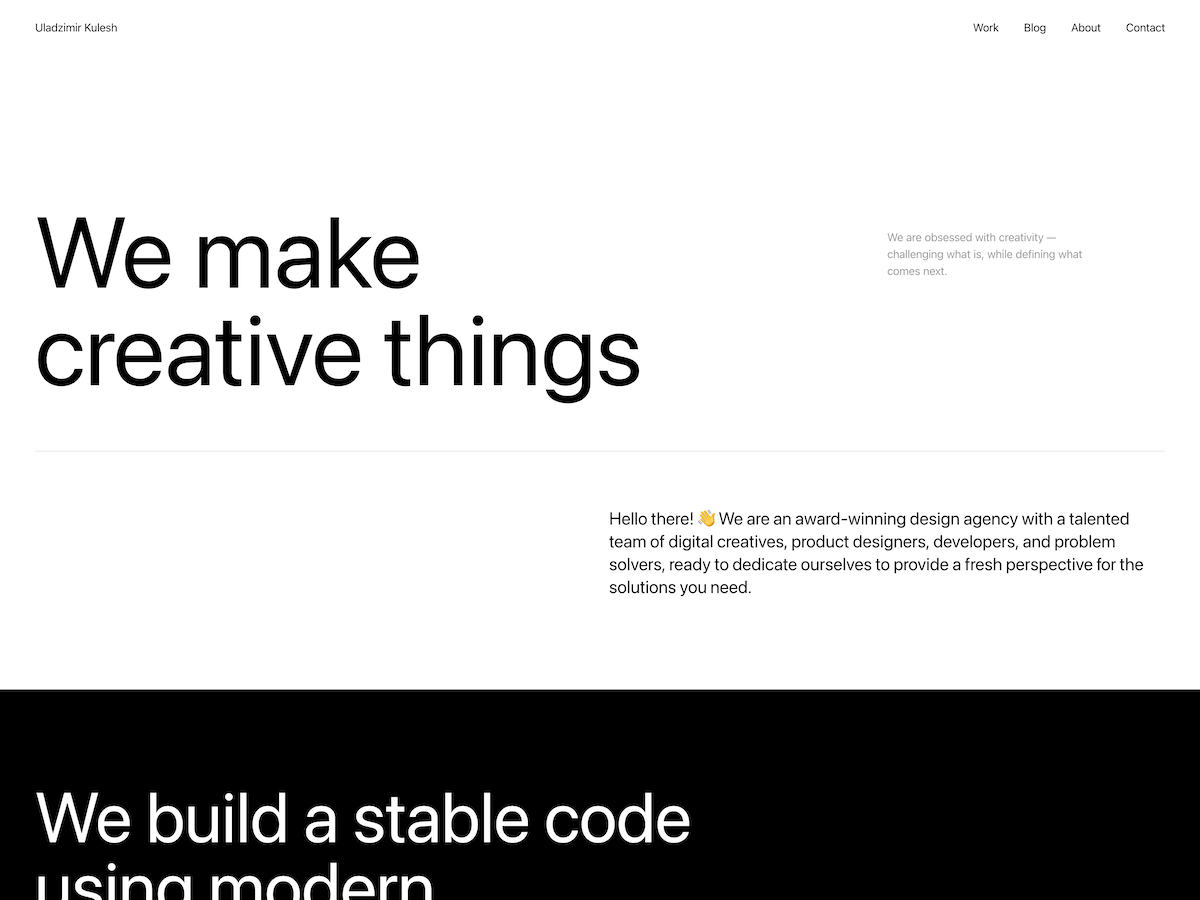 Uladzimir Kulesh
Work Blog About Contact
We make
creative things
We are obsessed with creativity —
challenging what is, while defining what
comes next.
Hello there! 👋 We are an award-winning design agency with a talented
team of digital creatives, product designers, developers, and problem
solvers, ready to dedicate ourselves to provide a fresh perspective for the
solutions you need.
We build a stable code
using modern